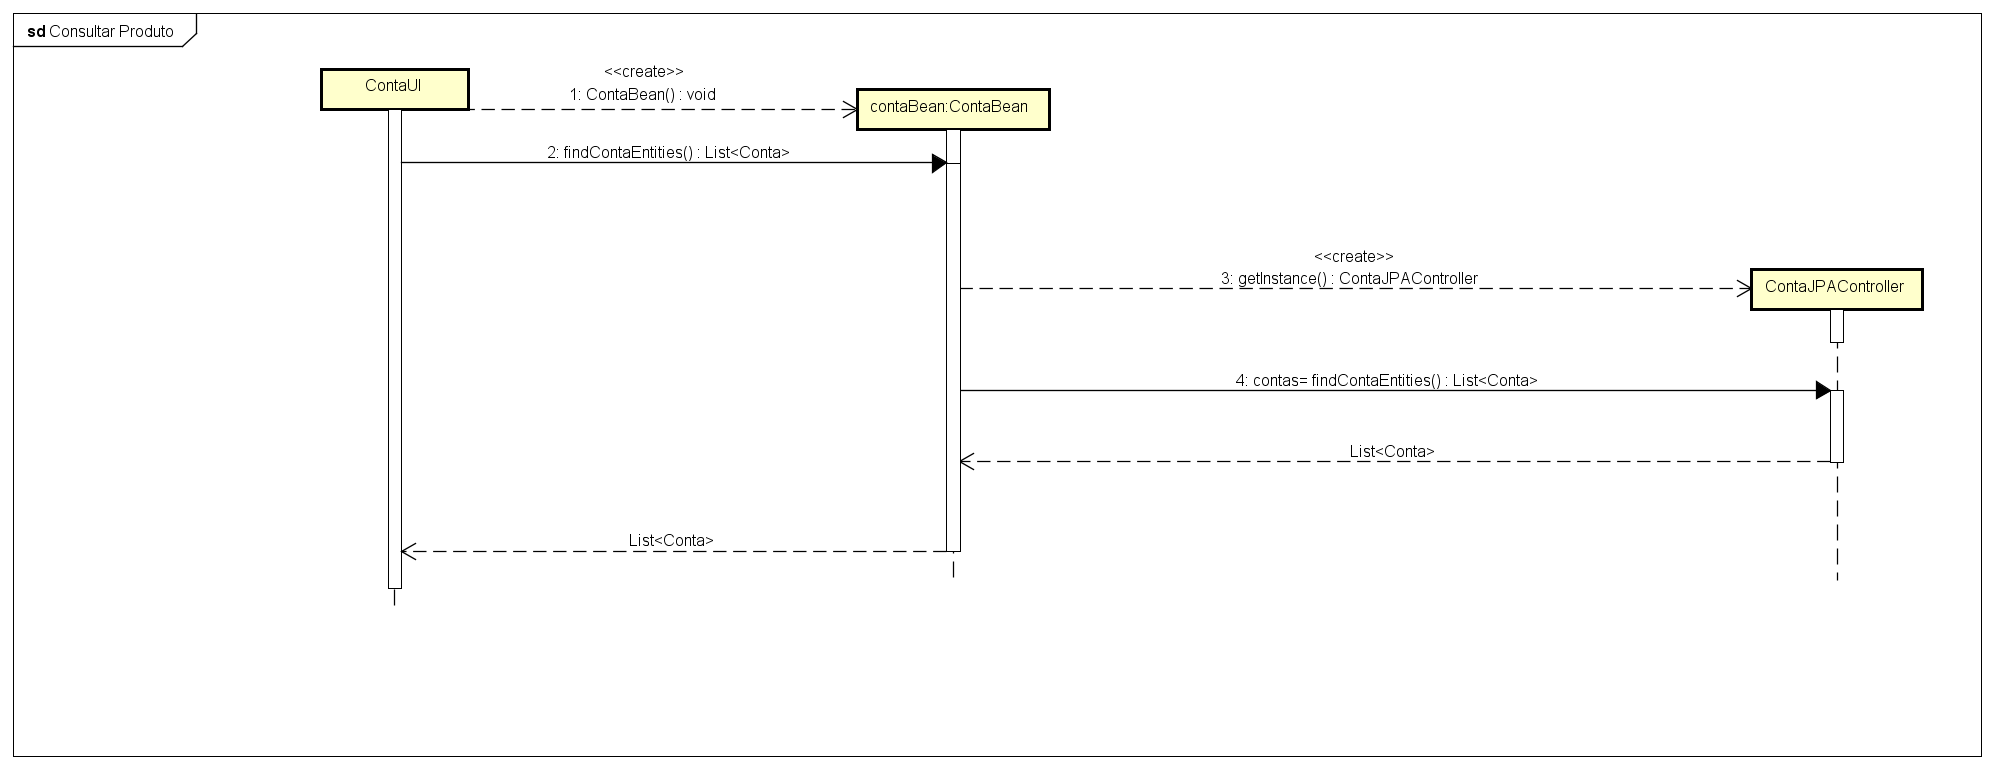 sd Consultar Produto
ContaUI
<<create>>
1: ContaBean() : void
contaBean:ContaBean
2: findContaEntities() : List<Conta>
<<create>>
3: getInstance() : ContaJPAController
ContaJPAController
4: contas= findContaEntities() : List<Conta>
List<Conta>
List<Conta>